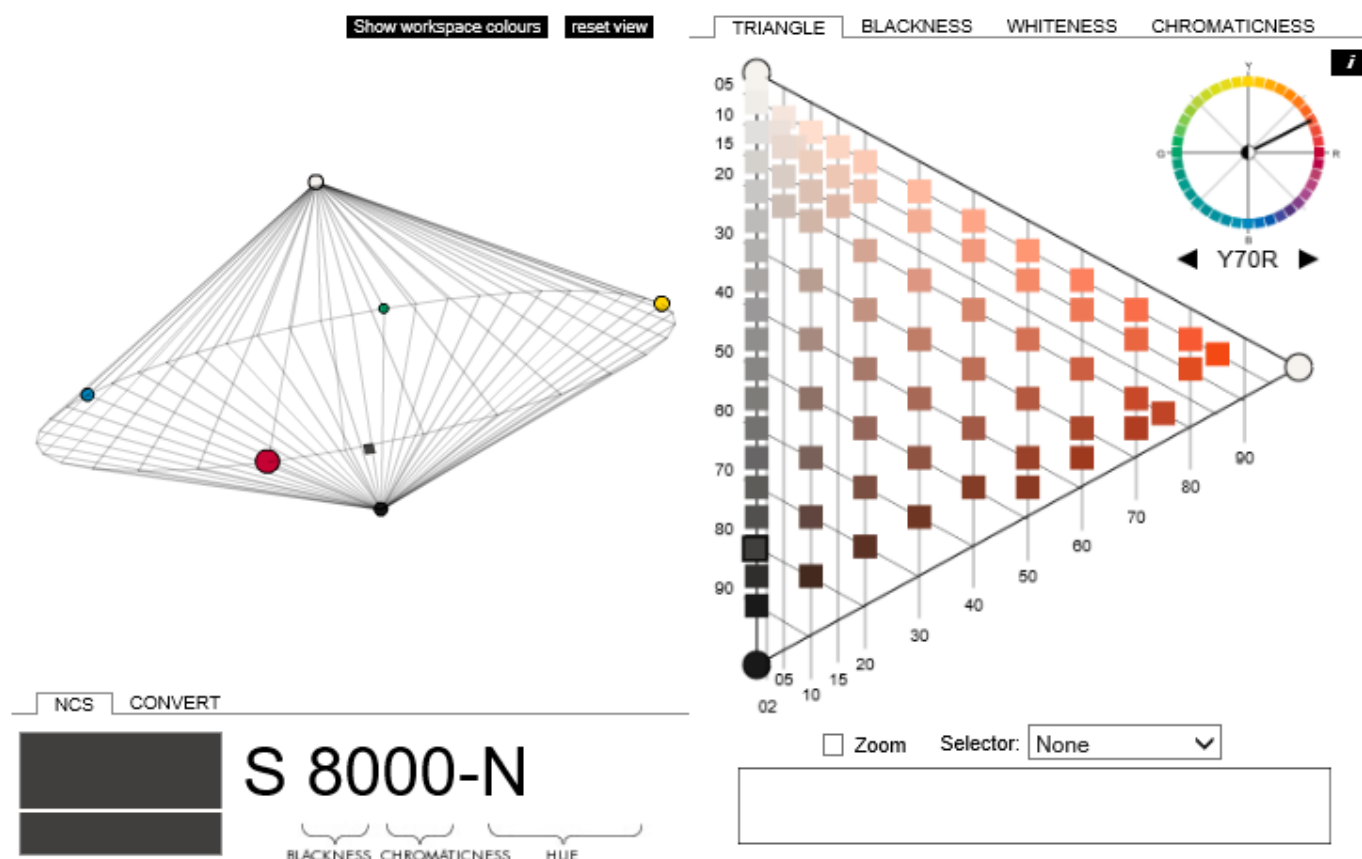 Show workspace colours reset view
TRIANGLE BLACKNESS WHITENESS CHROMATICNESS
i
Y
G R
B
Y70R
05
10
15
20
30
40
50
60
70
80
90
90
80
70
60
50
40
30
20
15
10
05
02
NCS CONVERT
S 8000-N
BLACKNESS CHROMATICNESS HUE
Zoom Selector: None